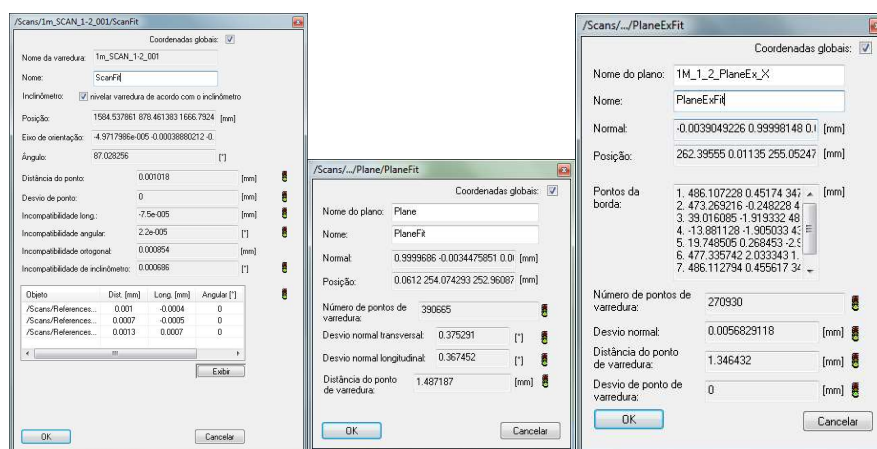 /Scans/1m_SCAN_1-2_001/ScanFit
Coordenadas globais:
Nome da varredura: 1m_SCAN_1-2_001
Nome: ScanFit
Inclinômetro: nivelar varredura de acordo com o inclinômetro
Posição: 1584.537861 878.461383 1666.7924 [mm]
Eixo de orientação: -4.9717986e-005 -0.00038880212 -0.
Ângulo: 87.028256 [°]
Distância do ponto: 0.001018 [mm]
Desvio de ponto: 0 [mm]
Incompatibilidade long.: -7.5e-005 [mm]
Incompatibilidade angular: 2.2e-005 [°]
Incompatibilidade ortogonal: 0.000854 [mm]
Incompatibilidade de inclinômetro: 0.000686 [°]
Objeto Dist. [mm] Long. [mm] Angular [°]
/Scans/References... 0.001 -0.0004 0
/Scans/References... 0.0007 -0.0005 0
/Scans/References... 0.0013 0.0007 0
Exibir
OK Cancelar
/Scans/.../Plane/PlaneFit
Coordenadas globais:
Nome do plano: Plane
Nome: PlaneFit
Normal: 0.9999686 -0.0034475851 0.0 [mm]
Posição: 0.0612 254.074293 252.96087 [mm]
Número de pontos de varredura: 390665
Desvio normal transversal: 0.375291 [°]
Desvio normal longitudinal: 0.367452 [°]
Distância do ponto de varredura: 1.487187 [mm]
OK Cancelar
/Scans/.../PlaneExFit
Coordenadas globais:
Nome do plano: 1M_1_2_PlaneEx_X
Nome: PlaneExFit
Normal: -0.0039049226 0.99998148 0.( [mm]
Posição: 262.39555 0.01135 255.05247 [mm]
Pontos da borda: [mm]
1. 486.107228 0.45174 347
2. 473.269216 -0.248228 4
3. 39.016085 -1.919332 48
4. -13.881128 -1.905033 43
5. 19.748505 0.268453 -2.9
6. 477.335742 2.033343 1.
7. 486.112794 0.455617 34
Número de pontos de varredura: 270930
Desvio normal: 0.0056829118 [mm]
Distância do ponto de varredura: 1.346432 [mm]
Desvio de ponto de varredura: 0 [mm]
OK Cancelar